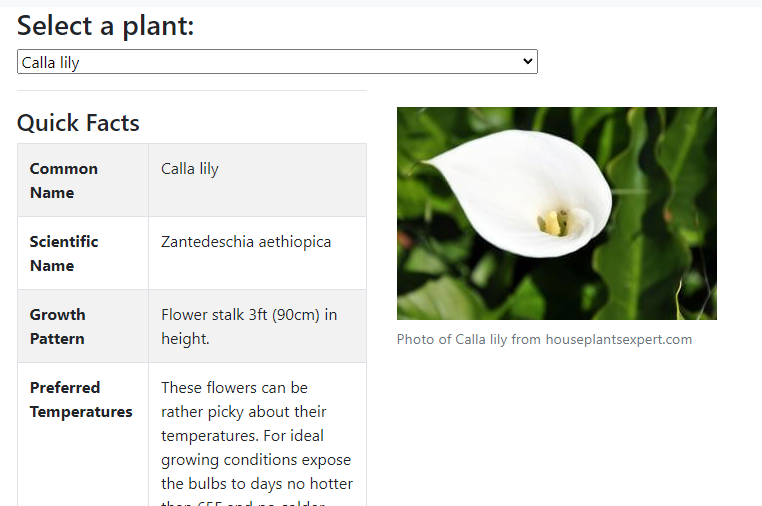 Select a plant:
Calla lily
Quick Facts
Common
Name
Calla lily
Scientific
Name
Zantedeschia aethiopica
Growth
Pattern
Flower stalk 3ft (90cm) in
height.
Preferred
Temperatures
These flowers can be
rather picky about their
temperatures. For ideal
growing conditions expose
the bulbs to days no hotter
Photo of Calla lily from houseplantsexpert.com